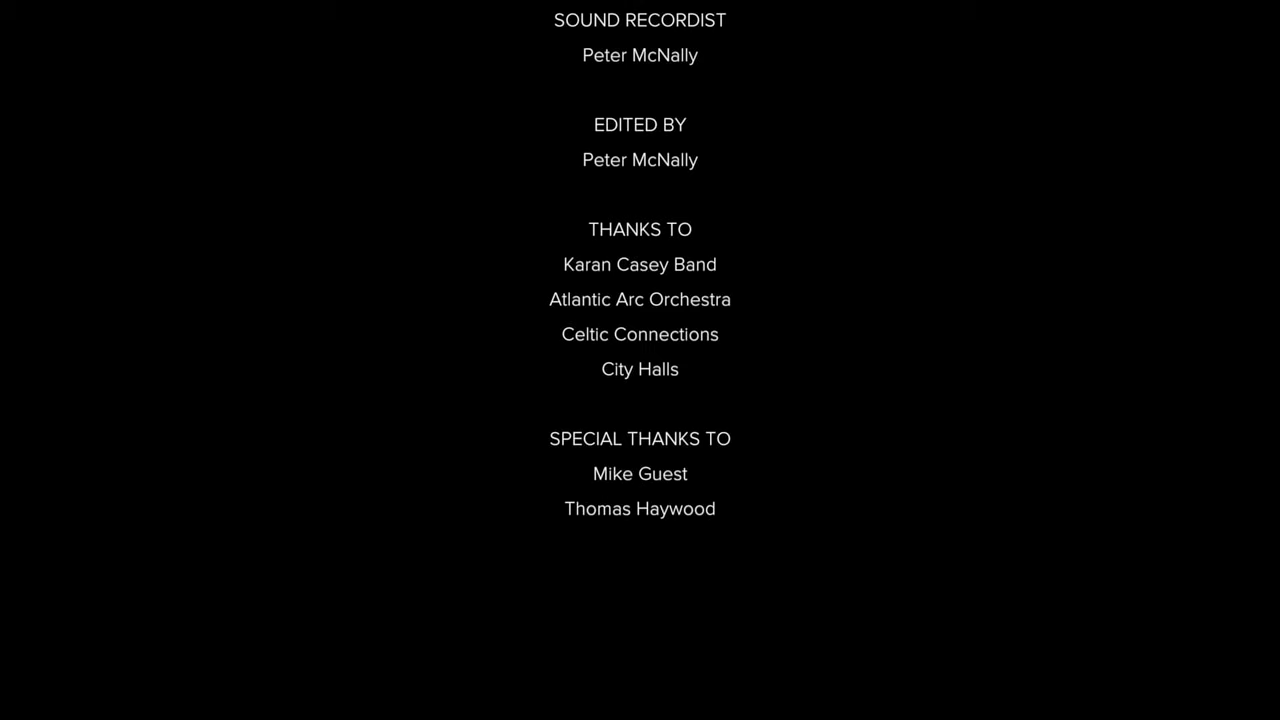 SOUND RECORDIST
Peter McNally
EDITED BY
Peter McNally
THANKS TO
Karan Casey Band
Atlantic Arc Orchestra
Celtic Connections
City Halls
SPECIAL THANKS TO
Mike Guest
Thomas Haywood